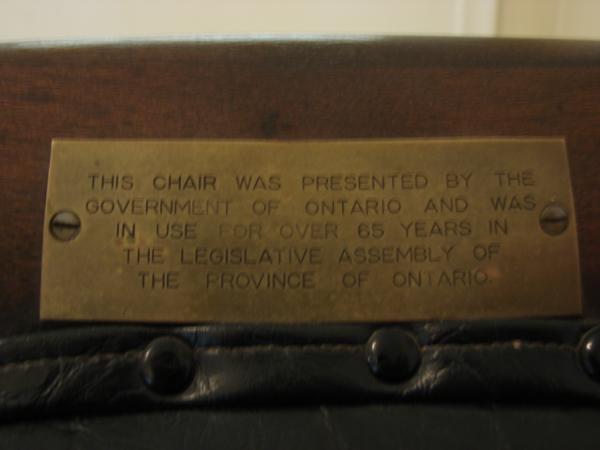 THIS CHAIR WAS PRESENTED BY THE
GOVERNMENT OF ONTARIO AND WAS
IN USE FOR OVER 65 YEARS IN
THE LEGISLATIVE ASSEMBLY OF
THE PROVINCE OF ONTARIO.